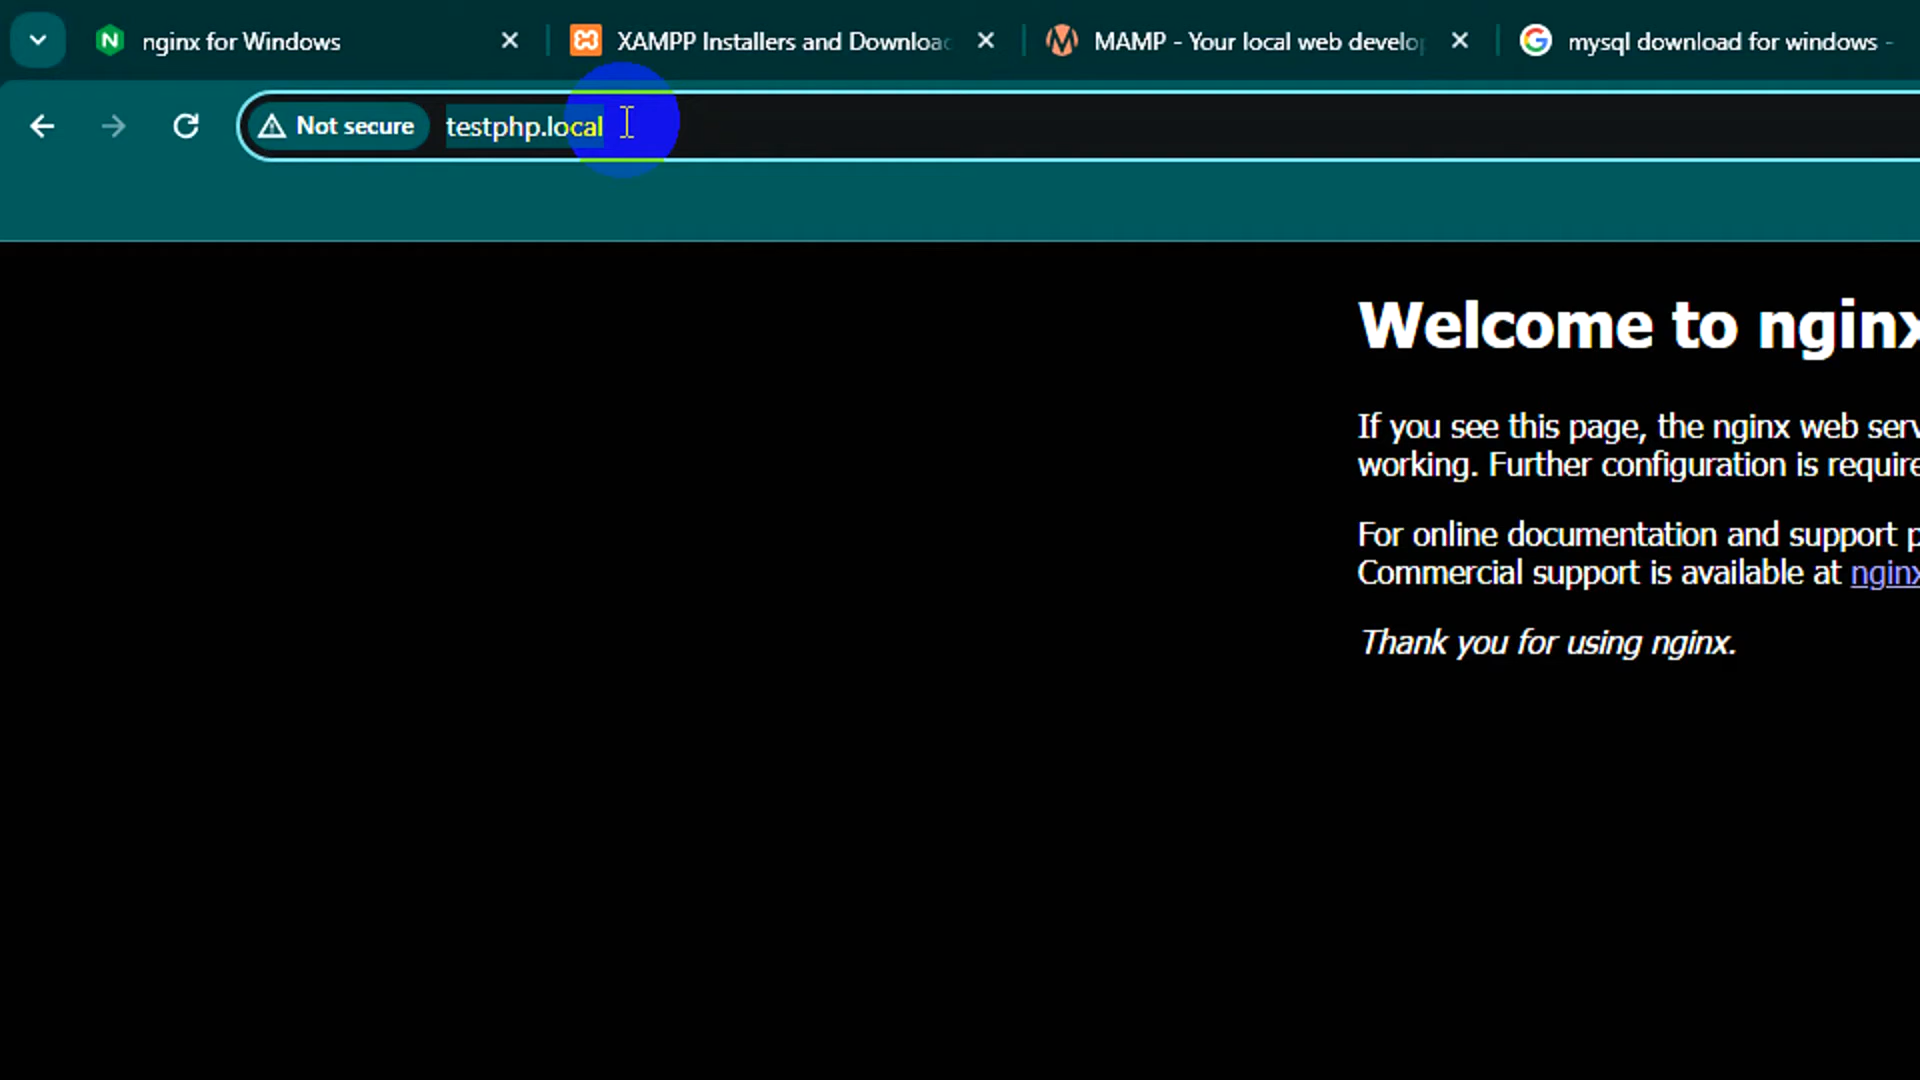 nginx for Windows
XAMPP Installers and Downloa
MAMP - Your local web develo
mysql download for windows -
Not secure
testphp.local
Welcome to nginx
If you see this page, the nginx web serv
working. Further configuration is require
For online documentation and support p
Commercial support is available at nginx
Thank you for using nginx.